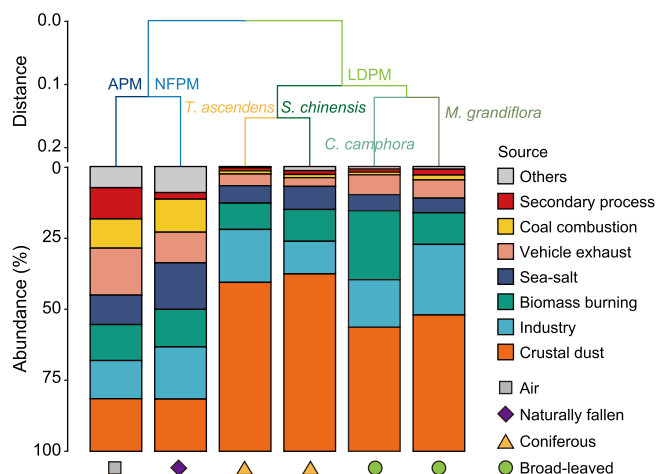 0.0
0.1
0.2
Distance
APM
NFPM
LDPM
T. ascendens
S. chinensis
C. camphora
M. grandiflora
0
25
50
75
100
Abundance (%)
Source
Others
Secondary process
Coal combustion
Vehicle exhaust
Sea-salt
Biomass burning
Industry
Crustal dust
Air
Naturally fallen
Coniferous
Broad-leaved